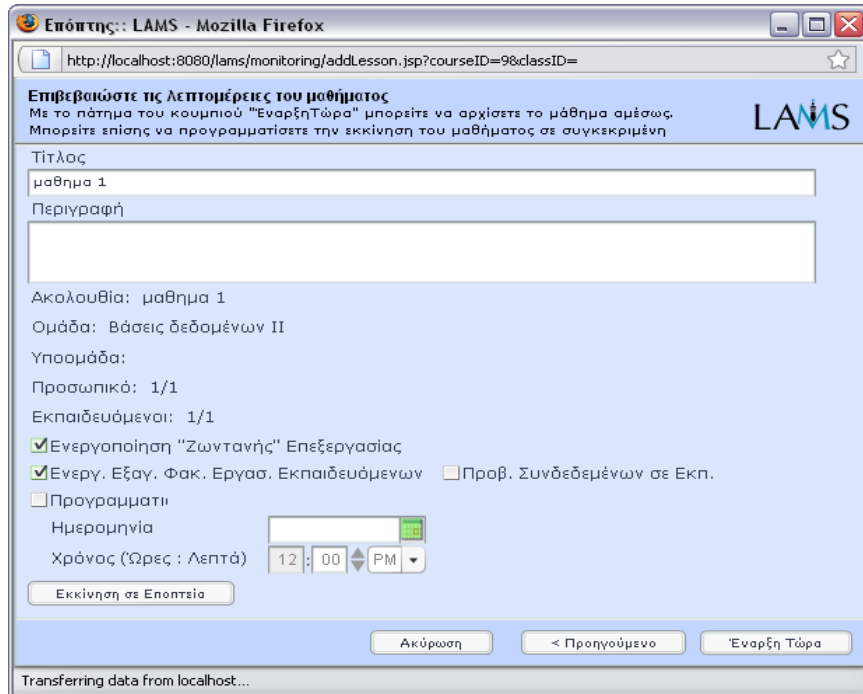 Επόπτης:: LAMS - Mozilla Firefox
http://localhost:8080/lams/monitoring/addLesson.jsp?courseID=9&classID=
Επιβεβαιώστε τις λεπτομέρειες του μαθήματος
Με το πάτημα του κουμπιού "ΈναρξηΤώρα" μπορείτε να αρχίσετε το μάθημα αμέσως.
Μπορείτε επίσης να προγραμματίσετε την εκκίνηση του μαθήματος σε συγκεκριμένη
LAMS
Τίτλος
μαθημα 1
Περιγραφή
Ακολουθία: μαθημα 1
Ομάδα: Βάσεις δεδομένων ΙΙ
Υποομάδα:
Προσωπικό: 1/1
Εκπαιδευόμενοι: 1/1
Ενεργοποίηση "Ζωντανής" Επεξεργασίας
Ενεργ. Εξαγ. Φακ. Εργασ. Εκπαιδευόμενων Προβ. Συνδεδεμένων σε Εκπ.
Προγραμματι
Ημερομηνία
Χρόνος (Ώρες : Λεπτά) 12 : 00 PM
Εκκίνηση σε Εποπτεία
Ακύρωση < Προηγούμενο Έναρξη Τώρα
Transferring data from localhost...